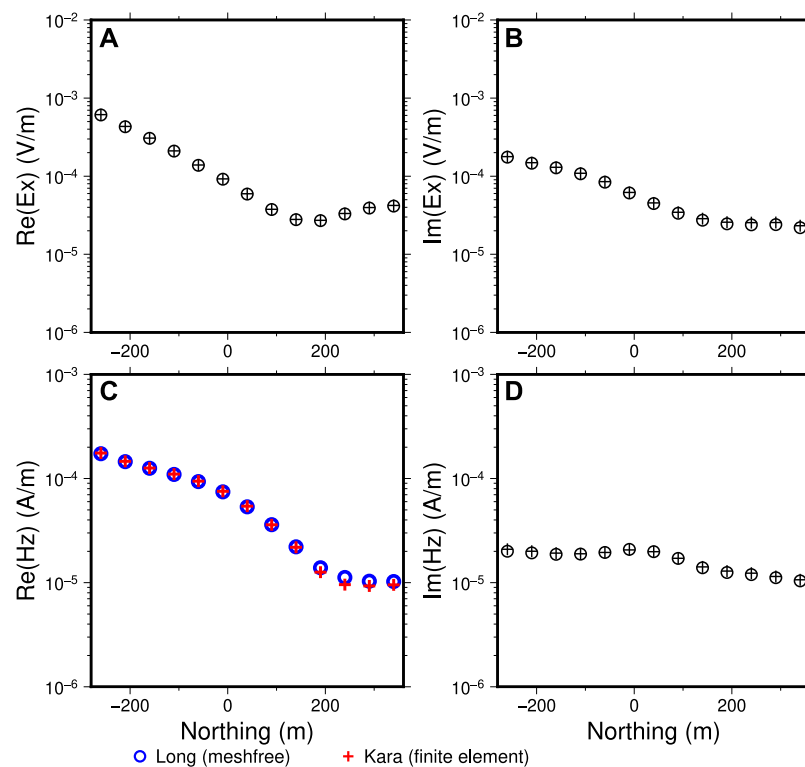 A
10⁻²
10⁻³
10⁻⁴
10⁻⁵
10⁻⁶
Re(Ex) (V/m)
−200 0 200
B
10⁻²
10⁻³
10⁻⁴
10⁻⁵
10⁻⁶
Im(Ex) (V/m)
−200 0 200
C
10⁻³
10⁻⁴
10⁻⁵
10⁻⁶
Re(Hz) (A/m)
−200 0 200
Northing (m)
D
10⁻³
10⁻⁴
10⁻⁵
10⁻⁶
Im(Hz) (A/m)
−200 0 200
Northing (m)
Long (meshfree) Kara (finite element)